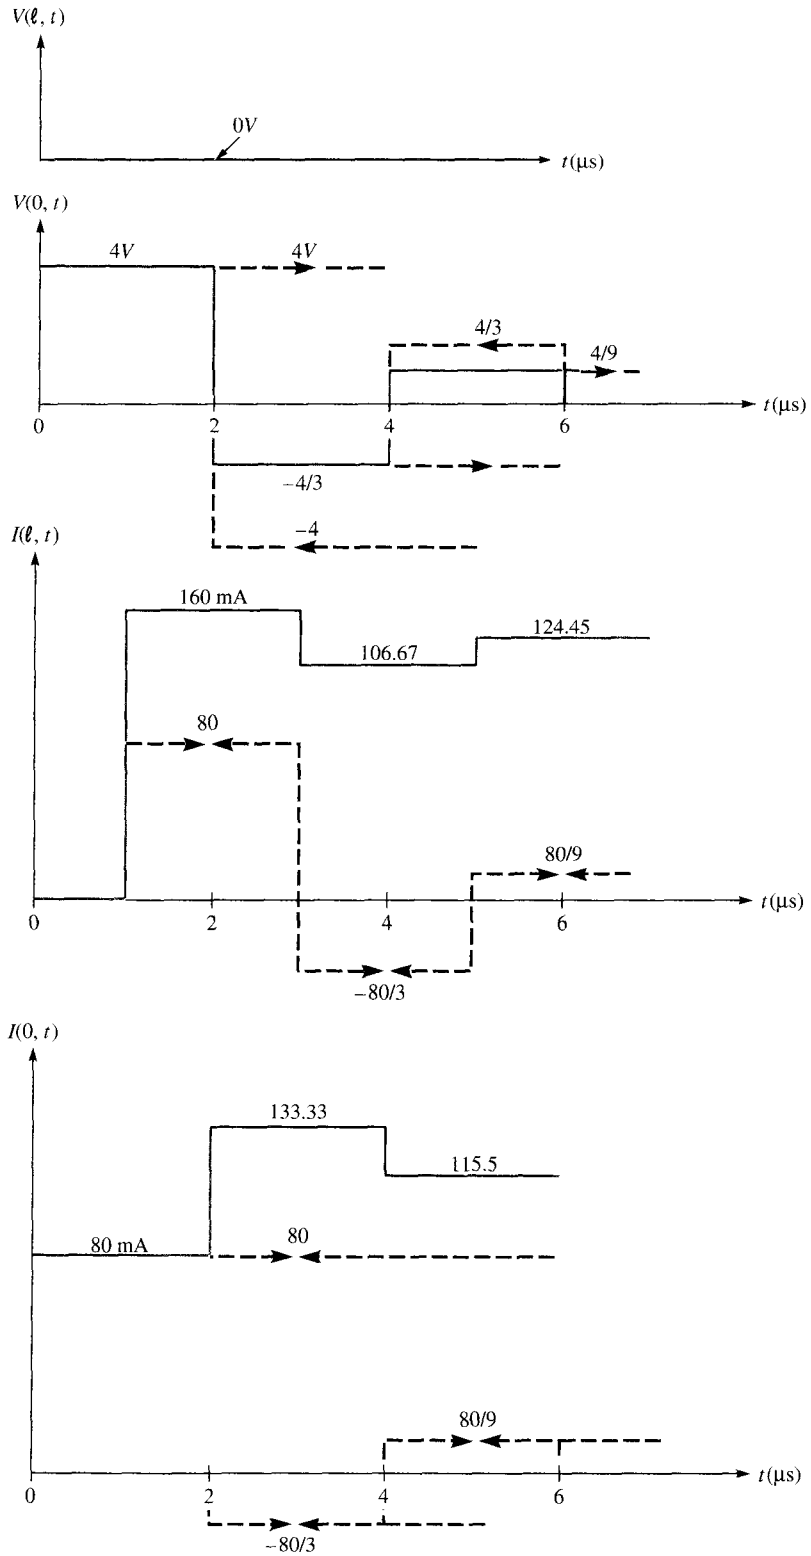 V(ℓ, t)
0V
t(μs)
V(0, t)
4V 4V
4/3
4/9
0 2 4 6 t(μs)
−4/3
−4
I(ℓ, t)
160 mA
124.45
106.67
80
80/9
0 2 4 6 t(μs)
−80/3
I(0, t)
133.33
115.5
80 mA 80
80/9
0 2 4 6 t(μs)
−80/3